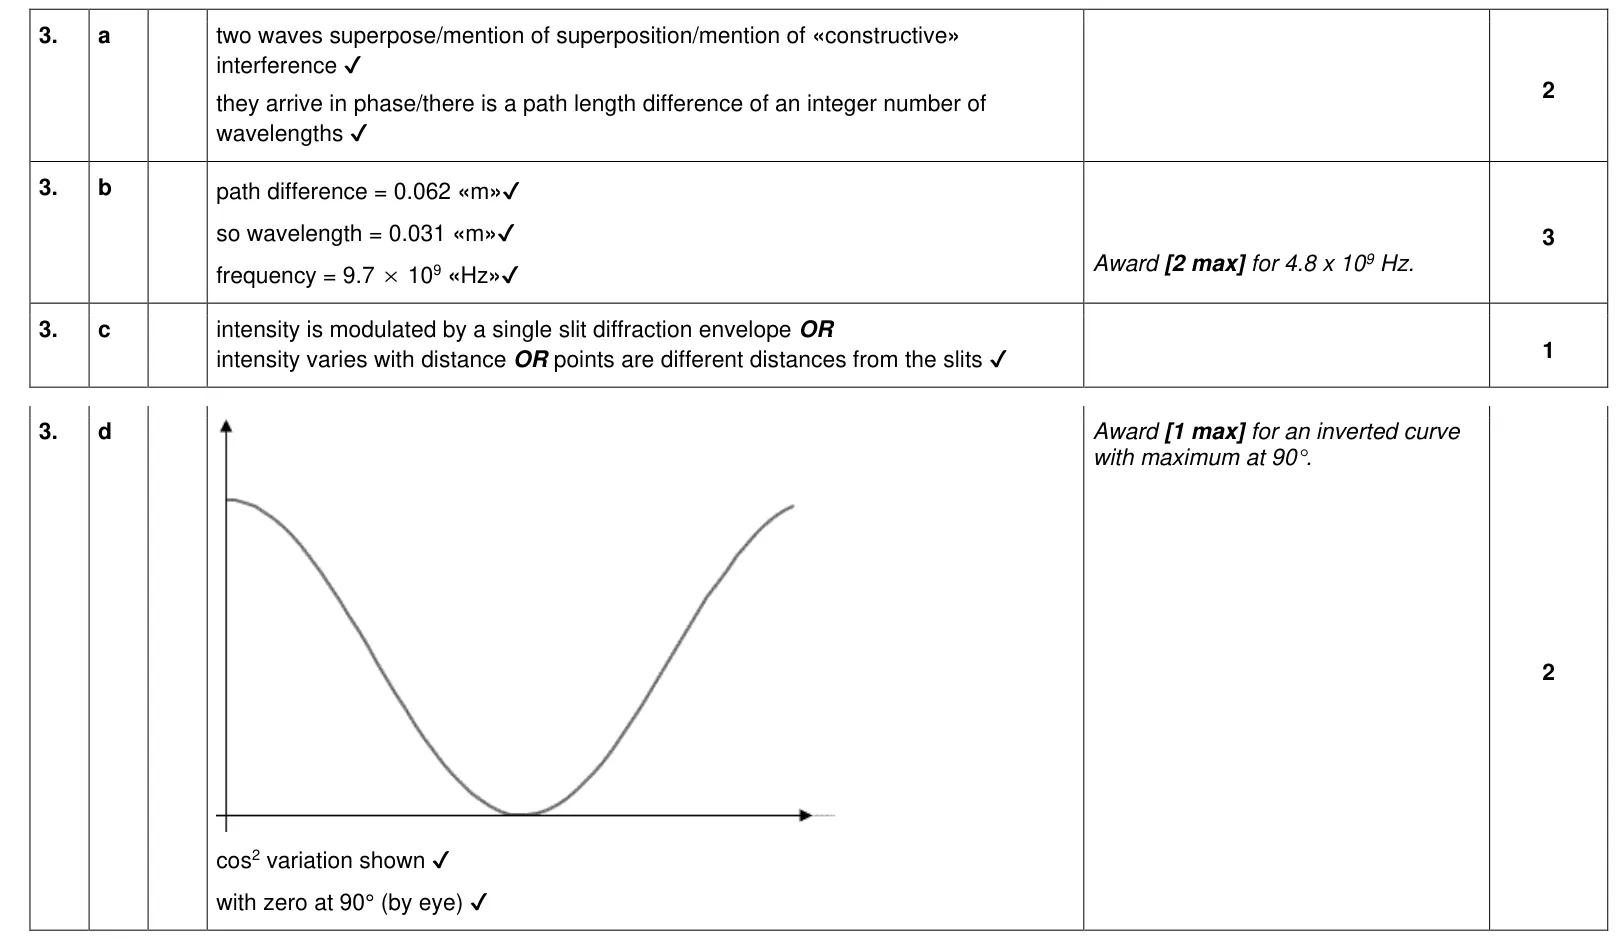 3. a two waves superpose/mention of superposition/mention of «constructive»
interference ✓
they arrive in phase/there is a path length difference of an integer number of
wavelengths ✓
2
3. b path difference = 0.062 «m»✓
so wavelength = 0.031 «m»✓
frequency = 9.7 × 10⁹ «Hz»✓
Award [2 max] for 4.8 x 10⁹ Hz.
3
3. c intensity is modulated by a single slit diffraction envelope OR
intensity varies with distance OR points are different distances from the slits ✓
1
3. d
cos² variation shown ✓
with zero at 90° (by eye) ✓
Award [1 max] for an inverted curve
with maximum at 90°.
2